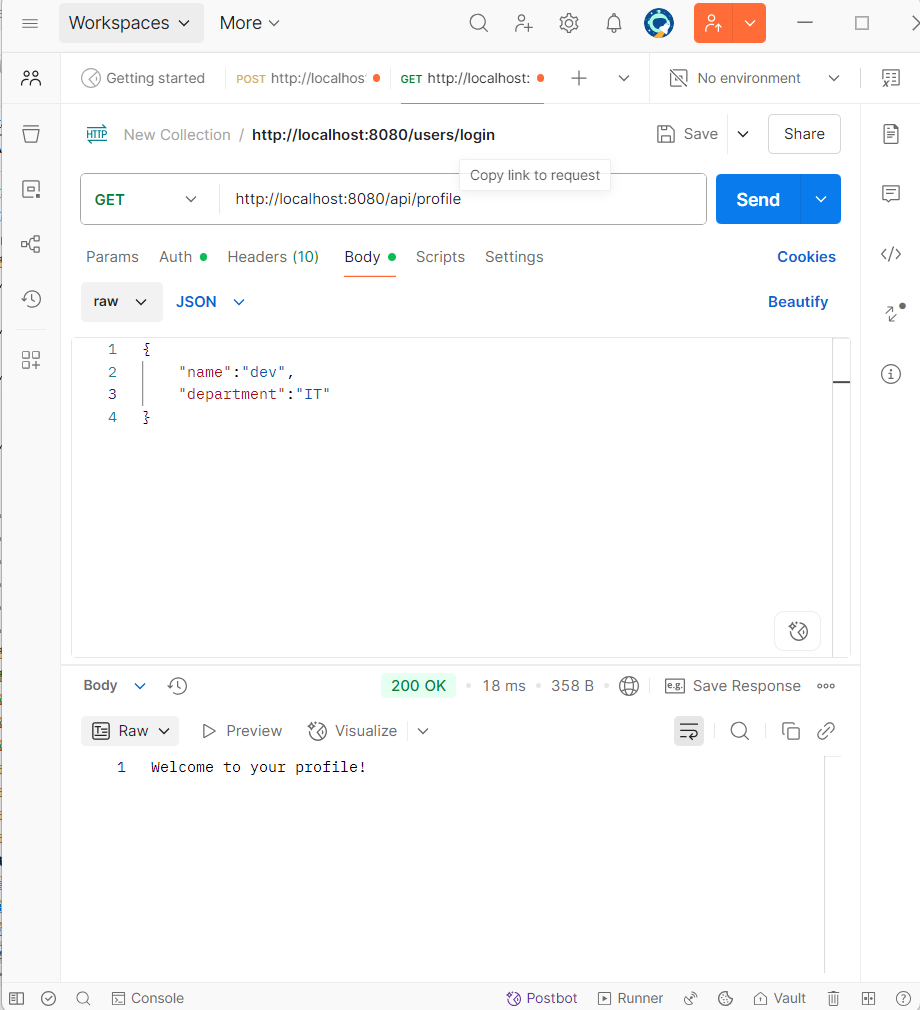 Workspaces More
Getting started POST http://localhos GET http://localhost: No environment
HTTP New Collection / http://localhost:8080/users/login Save Share
Copy link to request
GET http://localhost:8080/api/profile Send
Params Auth Headers (10) Body Scripts Settings Cookies
raw JSON Beautify
1 {
2 "name":"dev",
3 "department":"IT"
4 }
Body 200 OK 18 ms 358 B e.g. Save Response
Raw Preview Visualize
1 Welcome to your profile!
Console Postbot Runner Vault